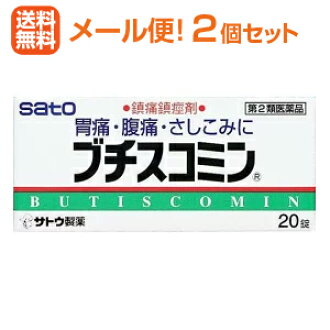 送料
無料
メール便!2個セット
sato
●鎮痛鎮痙剤●
第2類医薬品
胃痛・腹痛・さしこみに
ブチスコミン®
BUTISCOMIN
サトウ製薬
20錠